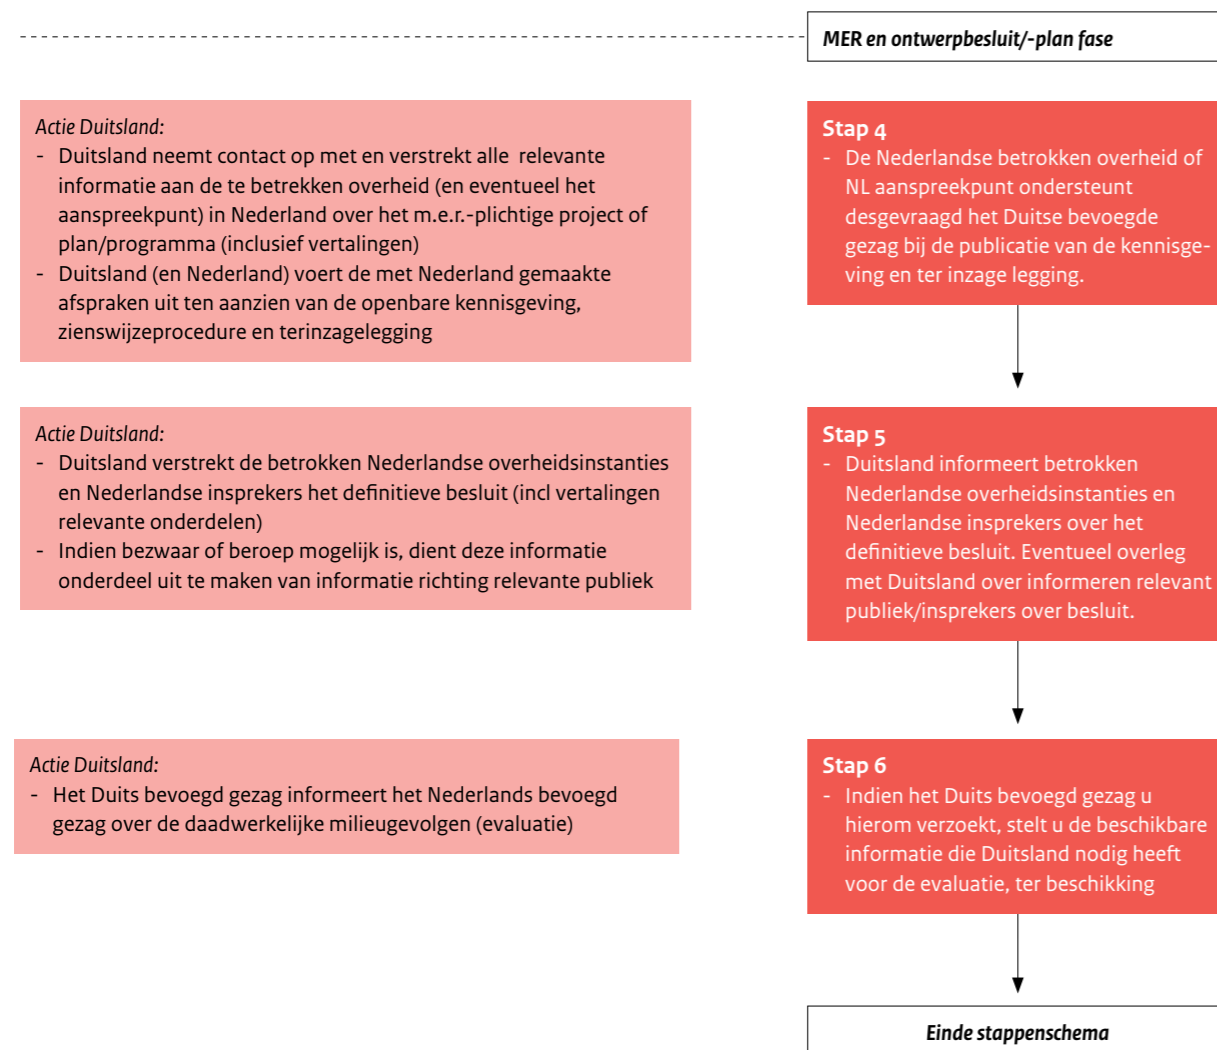 MER en ontwerpbesluit/-plan fase
Actie Duitsland:
- Duitsland neemt contact op met en verstrekt alle relevante
informatie aan de te betrekken overheid (en eventueel het
aanspreekpunt) in Nederland over het m.e.r.-plichtige project of
plan/programma (inclusief vertalingen)
- Duitsland (en Nederland) voert de met Nederland gemaakte
afspraken uit ten aanzien van de openbare kennisgeving,
zienswijzeprocedure en terinzagelegging
Stap 4
- De Nederlandse betrokken overheid of
NL aanspreekpunt ondersteunt
desgevraagd het Duitse bevoegde
gezag bij de publicatie van de kennisge-
ving en ter inzage legging.
Actie Duitsland:
- Duitsland verstrekt de betrokken Nederlandse overheidsinstanties
en Nederlandse insprekers het definitieve besluit (incl vertalingen
relevante onderdelen)
- Indien bezwaar of beroep mogelijk is, dient deze informatie
onderdeel uit te maken van informatie richting relevante publiek
Stap 5
- Duitsland informeert betrokken
Nederlandse overheidsinstanties en
Nederlandse insprekers over het
definitieve besluit. Eventueel overleg
met Duitsland over informeren relevant
publiek/insprekers over besluit.
Actie Duitsland:
- Het Duits bevoegd gezag informeert het Nederlands bevoegd
gezag over de daadwerkelijke milieugevolgen (evaluatie)
Stap 6
- Indien het Duits bevoegd gezag u
hierom verzoekt, stelt u de beschikbare
informatie die Duitsland nodig heeft
voor de evaluatie, ter beschikking
Einde stappenschema